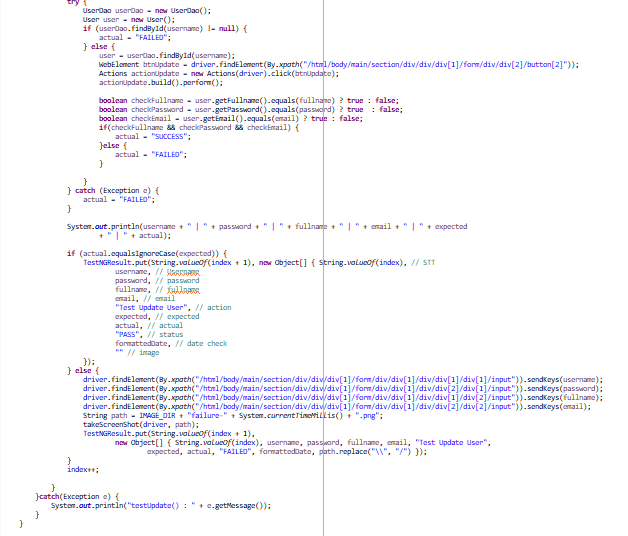 try {
UserDao userDao = new UserDao();
User user = new User();
if (userDao.findById(username) != null) {
actual = "FAILED";
} else {
user = userDao.findById(username);
WebElement btnUpdate = driver.findElement(By.xpath("/html/body/main/section/div/div/div[1]/form/div/div[2]/button[2]"));
Actions actionUpdate = new Actions(driver).click(btnUpdate);
actionUpdate.build().perform();
boolean checkFullname = user.getFullname().equals(fullname) ? true : false;
boolean checkPassword = user.getPassword().equals(password) ? true : false;
boolean checkEmail = user.getEmail().equals(email) ? true : false;
if(checkFullname && checkPassword && checkEmail) {
actual = "SUCCESS";
}else {
actual = "FAILED";
}
}
} catch (Exception e) {
actual = "FAILED";
}
System.out.println(username + " | " + password + " | " + fullname + " | " + email + " | " + expected
+ " | " + actual);
if (actual.equalsIgnoreCase(expected)) {
TestNGResult.put(String.valueOf(index + 1), new Object[] { String.valueOf(index), // STT
username, // Username
password, // password
fullname, // fullname
email, // email
"Test Update User", // action
expected, // expected
actual, // actual
"PASS", // status
formattedDate, // date check
"" // image
});
} else {
driver.findElement(By.xpath("/html/body/main/section/div/div/div[1]/form/div/div[1]/div/div[1]/div[1]/input")).sendKeys(username);
driver.findElement(By.xpath("/html/body/main/section/div/div/div[1]/form/div/div[1]/div/div[2]/div[1]/input")).sendKeys(password);
driver.findElement(By.xpath("/html/body/main/section/div/div/div[1]/form/div/div[1]/div/div[1]/div[2]/input")).sendKeys(fullname);
driver.findElement(By.xpath("/html/body/main/section/div/div/div[1]/form/div/div[1]/div/div[2]/div[2]/input")).sendKeys(email);
String path = IMAGE_DIR + "failure-" + System.currentTimeMillis() + ".png";
takeScreenShot(driver, path);
TestNGResult.put(String.valueOf(index + 1),
new Object[] { String.valueOf(index), username, password, fullname, email, "Test Update User",
expected, actual, "FAILED", formattedDate, path.replace("\\", "/") });
}
index++;
}
}catch(Exception e) {
System.out.println("testUpdate() : " + e.getMessage());
}
}